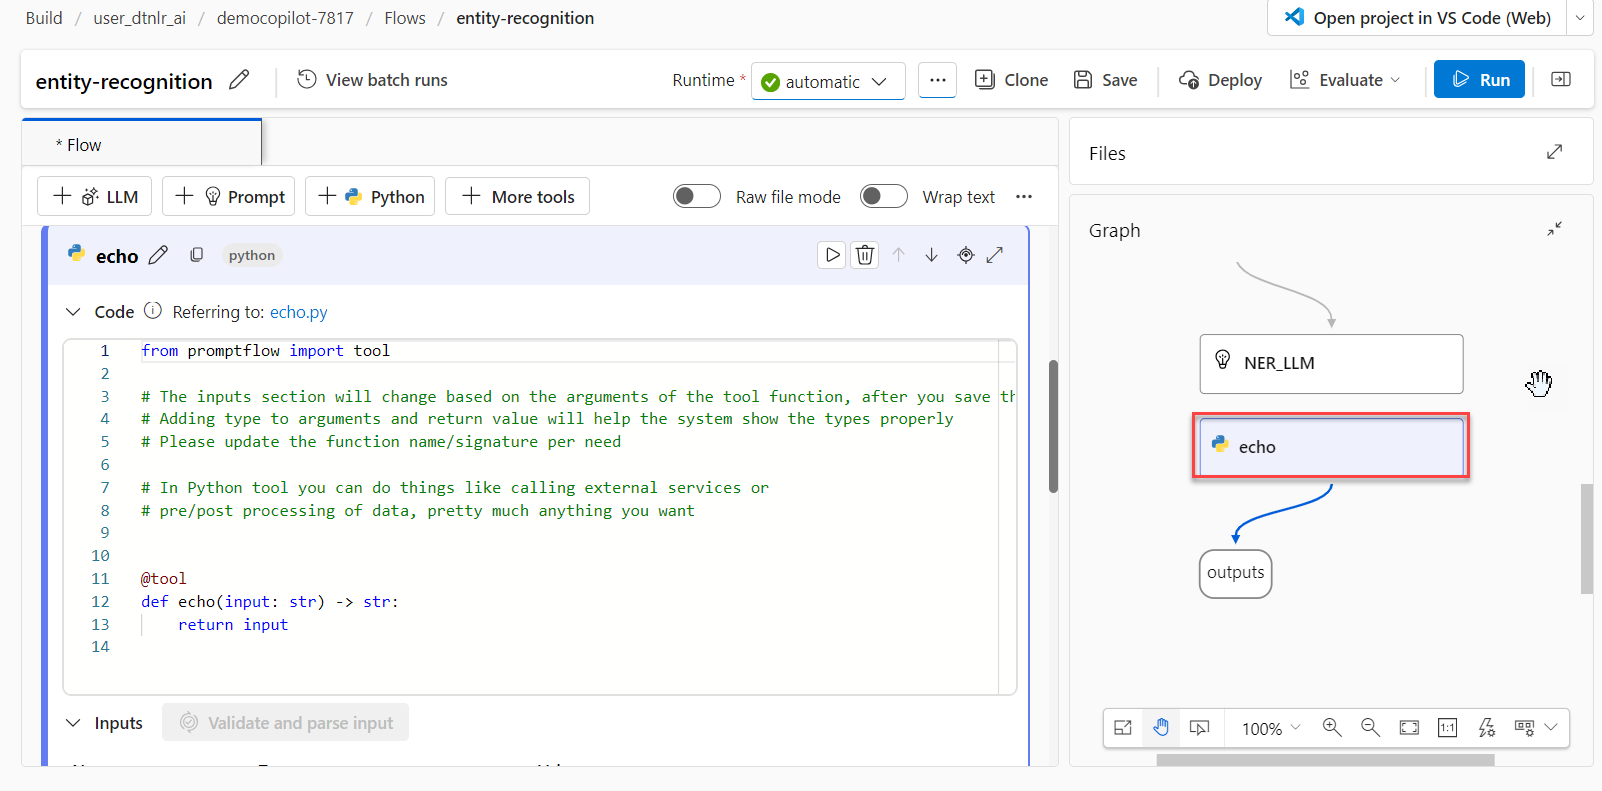 Build / user_dtnlr_ai / democopilot-7817 / Flows / entity-recognition
Open project in VS Code (Web)
entity-recognition
View batch runs
Runtime * automatic
Clone
Save
Deploy
Evaluate
Run
* Flow
LLM
Prompt
Python
More tools
Raw file mode
Wrap text
echo
python
Code
Referring to: echo.py
1 from promptflow import tool
2
3 # The inputs section will change based on the arguments of the tool function, after you save th
4 # Adding type to arguments and return value will help the system show the types properly
5 # Please update the function name/signature per need
6
7 # In Python tool you can do things like calling external services or
8 # pre/post processing of data, pretty much anything you want
9
10
11 @tool
12 def echo(input: str) -> str:
13     return input
14
Inputs
Validate and parse input
Files
Graph
NER_LLM
echo
outputs
100%
1:1